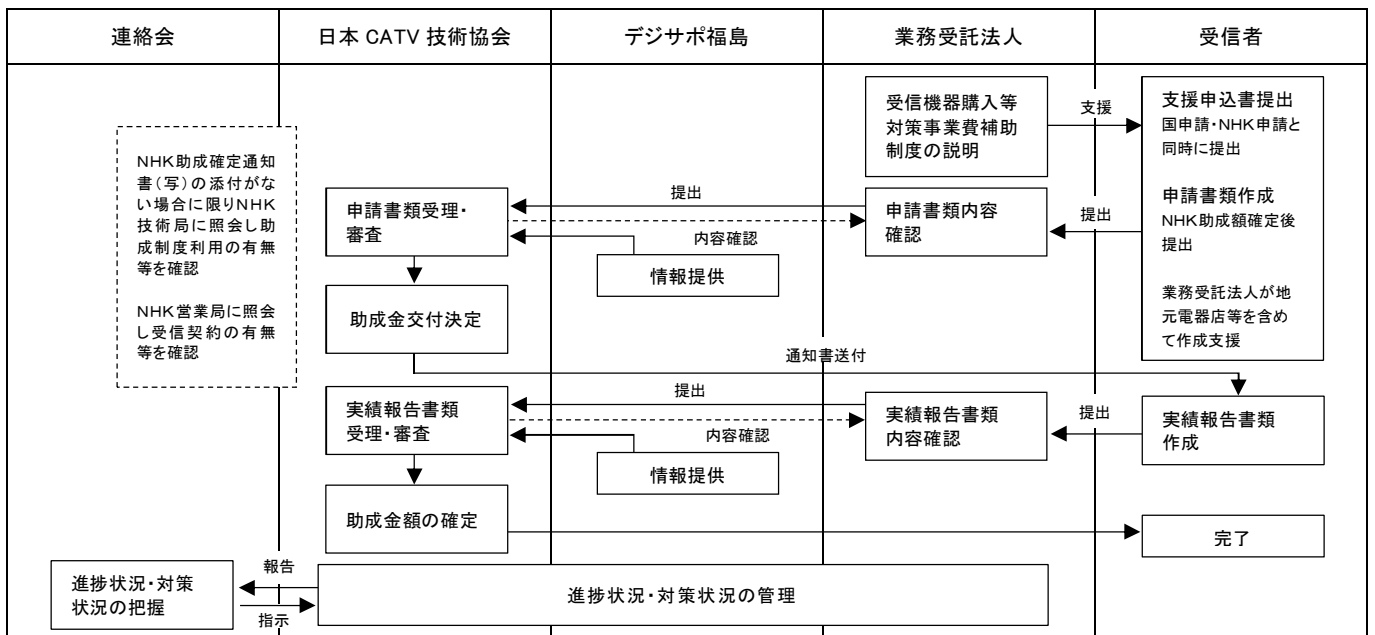 連絡会
日本 CATV 技術協会
デジサポ福島
業務受託法人
受信者
受信機器購入等
対策事業費補助
制度の説明
支援
支援申込書提出
国申請・NHK申請と
同時に提出
申請書類作成
NHK助成額確定後
提出
業務受託法人が地
元電器店等を含め
て作成支援
NHK助成確定通知
書(写)の添付がな
い場合に限りNHK
技術局に照会し助
成制度利用の有無
等を確認
NHK営業局に照会
し受信契約の有無
等を確認
申請書類受理・
審査
提出
内容確認
情報提供
申請書類内容
確認
提出
助成金交付決定
通知書送付
実績報告書類
受理・審査
提出
内容確認
情報提供
実績報告書類
内容確認
提出
実績報告書類
作成
助成金額の確定
完了
進捗状況・対策
状況の把握
報告
指示
進捗状況・対策状況の管理